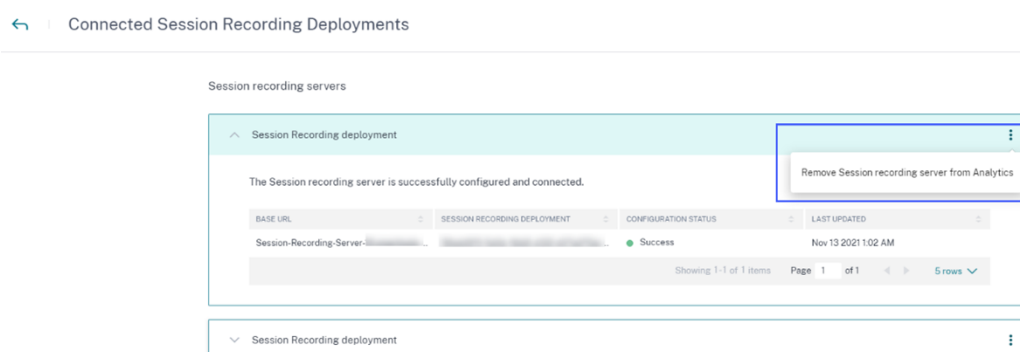 Connected Session Recording Deployments
Session recording servers
Session Recording deployment
Remove Session recording server from Analytics
The Session recording server is successfully configured and connected.
BASE URL SESSION RECORDING DEPLOYMENT CONFIGURATION STATUS LAST UPDATED
Session-Recording-Server- ... ... Success Nov 13 2021 1:02 AM
Showing 1-1 of 1 items Page 1 of 1 5 rows
Session Recording deployment